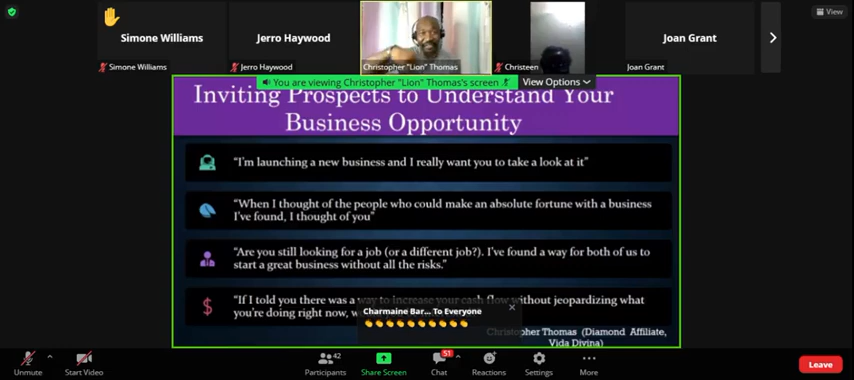 View
Simone Williams
Jerro Haywood
Joan Grant
Simone Williams
Jerro Haywood
Christopher "Lion" Thomas
Christeen
Joan Grant
You are viewing Christopher "Lion" Thomas's screen
View Options
Inviting Prospects to Understand Your
Business Opportunity
"I'm launching a new business and I really want you to take a look at it"
"When I thought of the people who could make an absolute fortune with a business
I've found, I thought of you"
"Are you still looking for a job (or a different job?). I've found a way for both of us to
start a great business without all the risks."
$
"If I told you there was a way to increase your cash flow without jeopardizing what
you're doing right now,
Charmaine Bar... To Everyone
Christopher Thomas (Diamond Affiliate,
Vida Divina)
42
51
Unmute
Start Video
Participants
Share Screen
Chat
Reactions
Settings
More
Leave